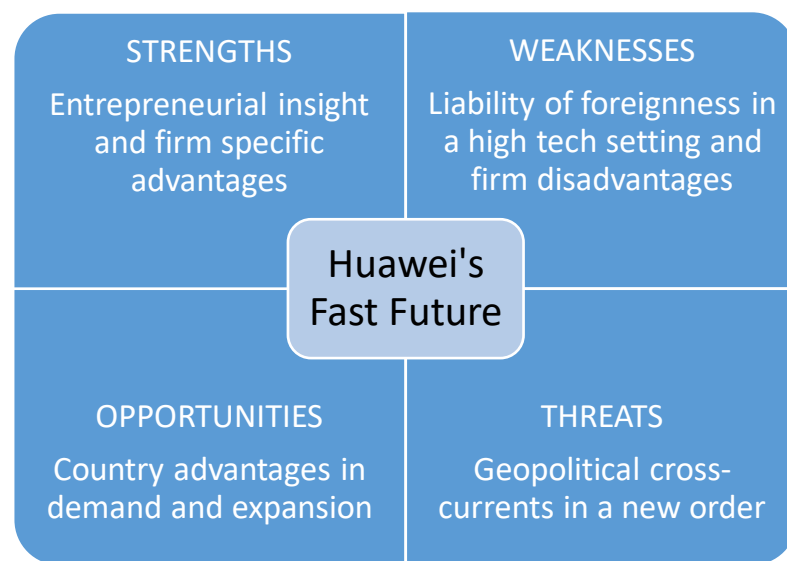 STRENGTHS
Entrepreneurial insight
and firm specific
advantages
WEAKNESSES
Liability of foreignness in
a high tech setting and
firm disadvantages
Huawei's
Fast Future
OPPORTUNITIES
Country advantages in
demand and expansion
THREATS
Geopolitical cross-
currents in a new order